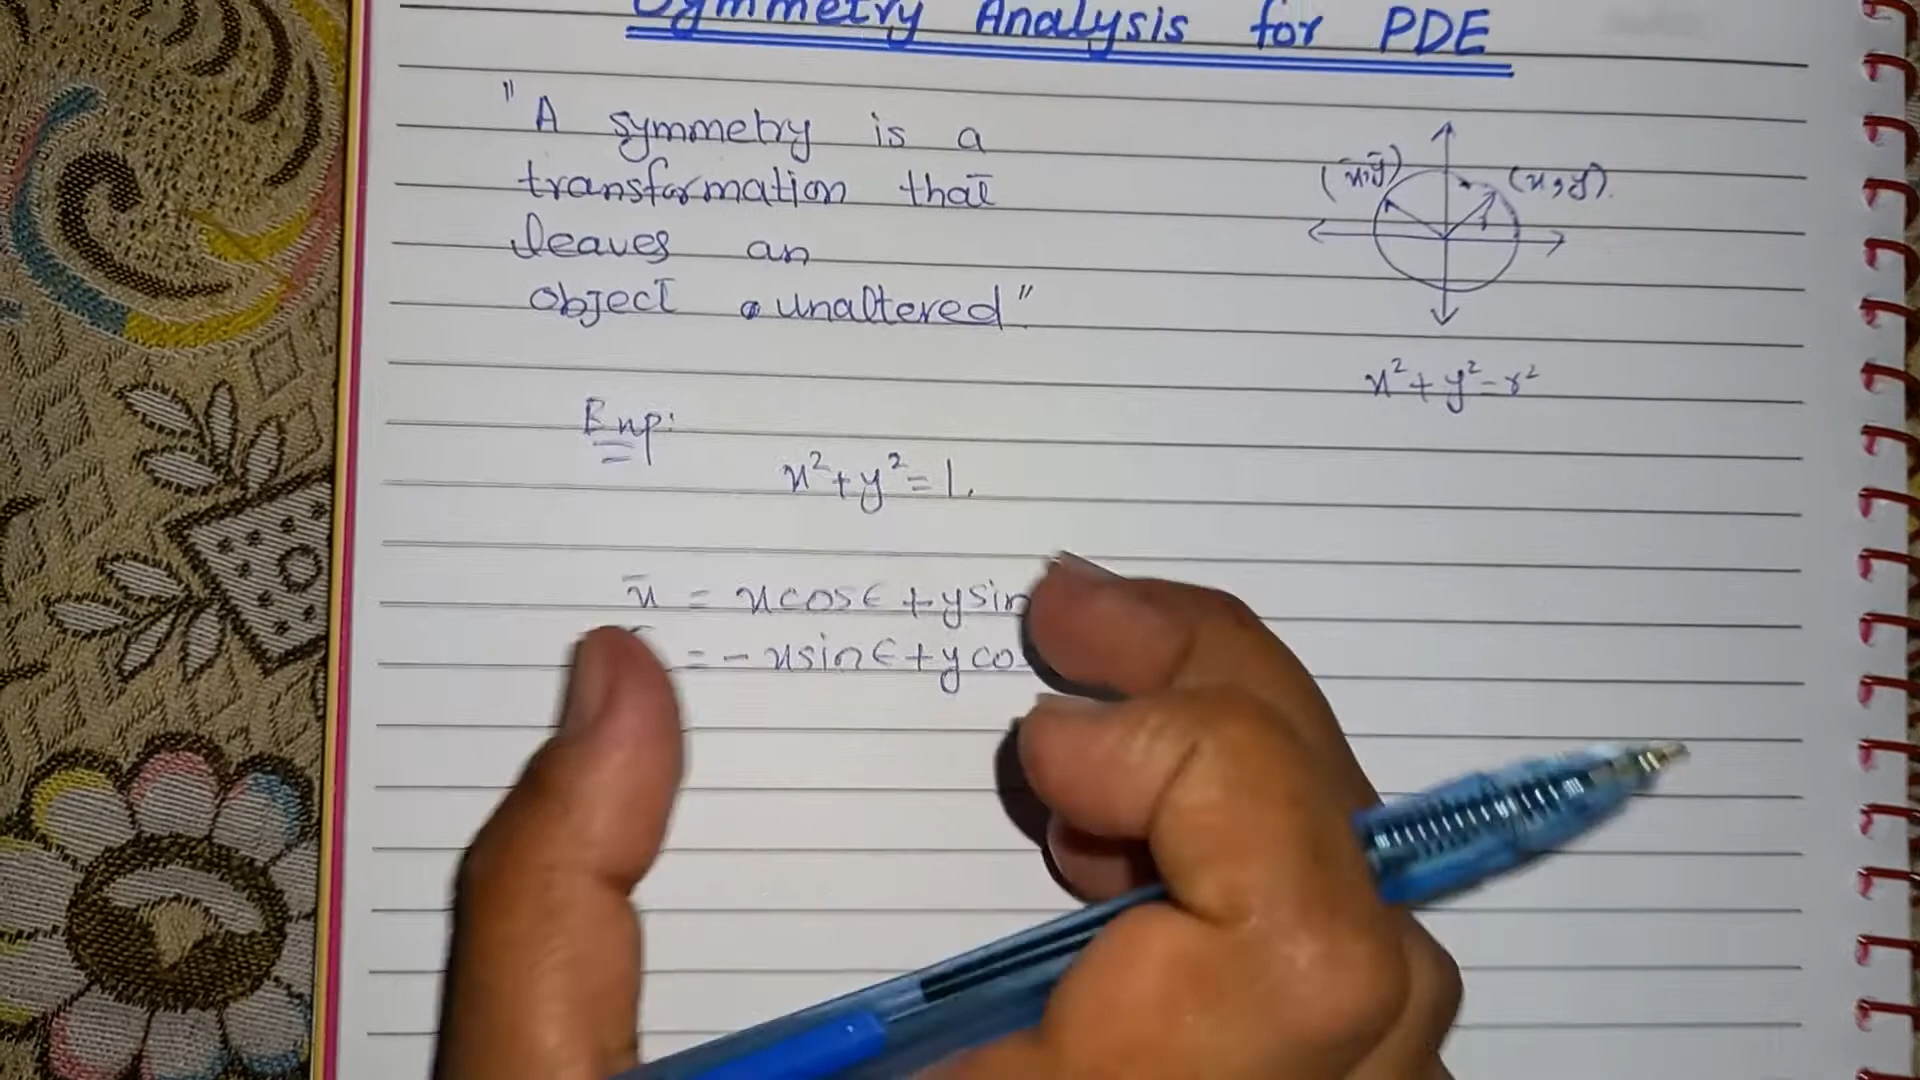 Symmetry Analysis for PDE
"A symmetry is a
transformation that
leaves an
object unaltered"
(x̄,ȳ)
(x,y).
x²+y²-r²
Exp:
x²+y²=1.
x̄ = xcosϵ+ysin
= -xsinϵ+ycos